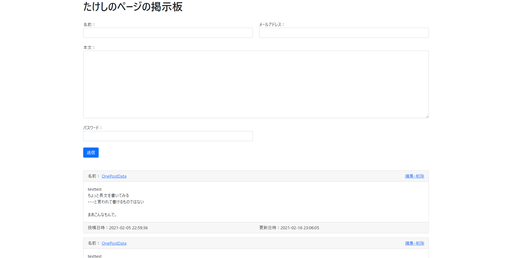 たけしのページの掲示板
名前：
メールアドレス：
本文：
パスワード：
送信
名前： OnePostData
編集・削除
testtest
ちょっと長文を書いてみる
・・・と思われて書けるものではない
まあこんなもんで。
投稿日時：2021-02-05 22:59:36
更新日時：2021-02-16 23:06:05
名前： OnePostData
編集・削除
testtest